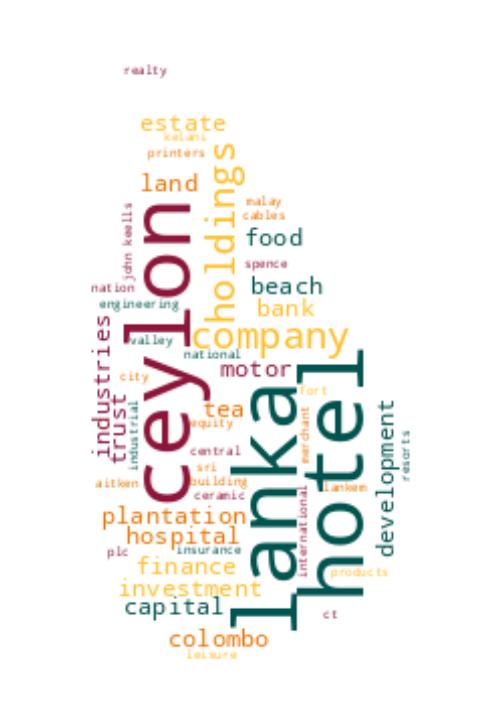 realty
estate
kelani
printers
holdings
land
malay
cables
ceylon
john keells
food
spence
beach
nation
engineering
bank
industries
company
valley
national
hotel
motor
city
fort
lanka
trust
tea
industrial
development
merchant
equity
resorts
central
sri
aitken
building
lankem
international
ceramic
plantation
hospital
plc
insurance
finance
products
investment
capital
ct
colombo
leisure